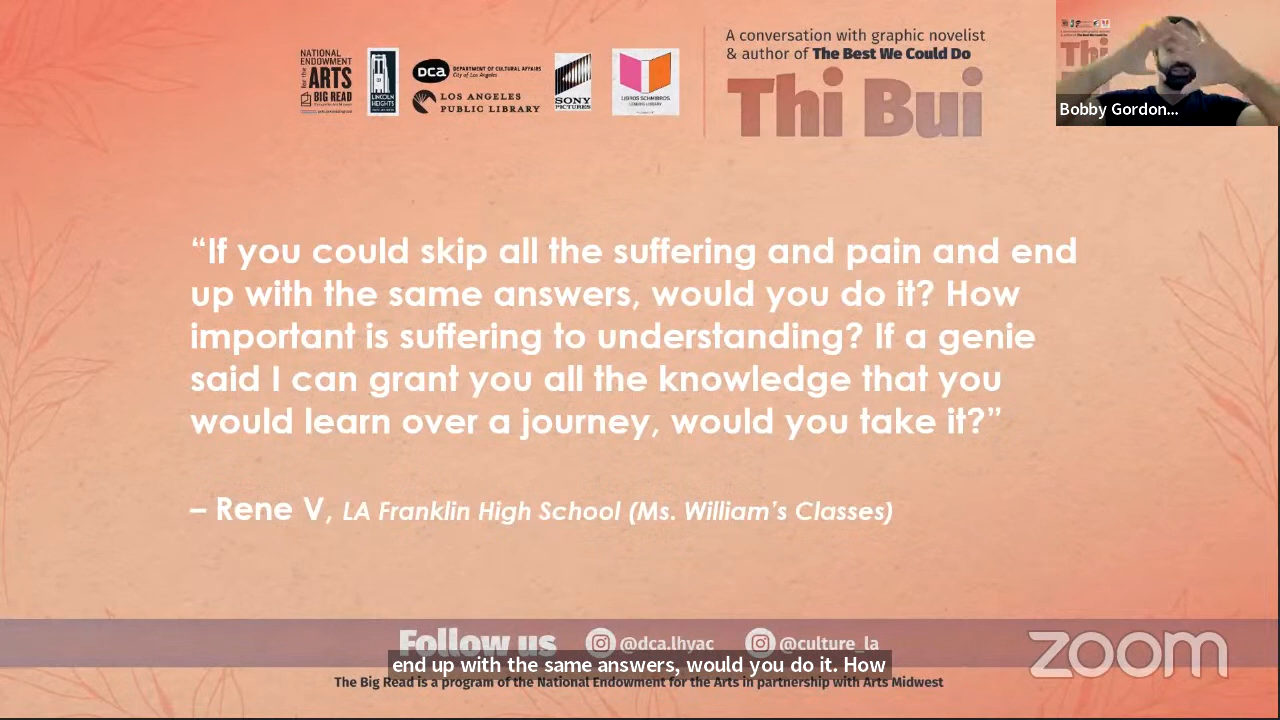 NATIONAL
ENDOWMENT
for the ARTS
BIG READ
LINCOLN
HEIGHTS
DCA DEPARTMENT OF CULTURAL AFFAIRS
City of Los Angeles
LOS ANGELES
PUBLIC LIBRARY
SONY
PICTURES
LIBROS SCHMIBROS
LENDING LIBRARY
A conversation with graphic novelist
& author of The Best We Could Do
Thi Bui
Thi
Bobby Gordon...
“If you could skip all the suffering and pain and end
up with the same answers, would you do it? How
important is suffering to understanding? If a genie
said I can grant you all the knowledge that you
would learn over a journey, would you take it?”
– Rene V, LA Franklin High School (Ms. William’s Classes)
Follow us @dca.lhyac @culture_la
zoom
end up with the same answers, would you do it. How
The Big Read is a program of the National Endowment for the Arts in partnership with Arts Midwest